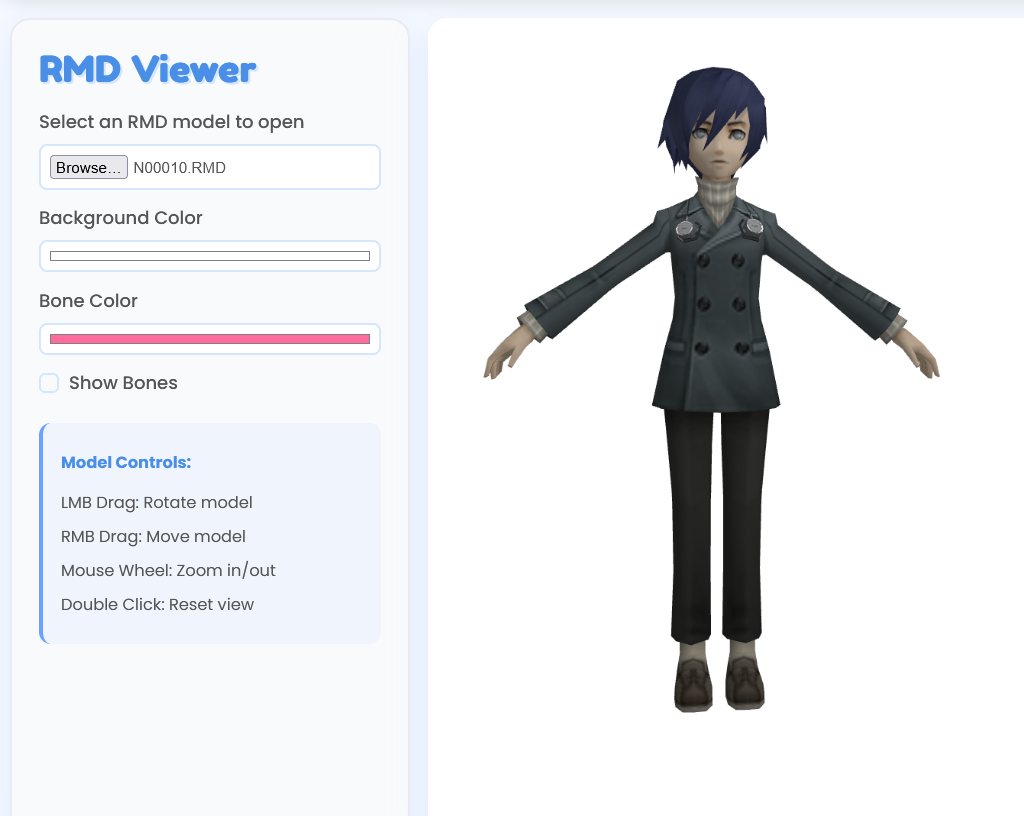 RMD Viewer
Select an RMD model to open
Browse… N00010.RMD
Background Color
Bone Color
Show Bones
Model Controls:
LMB Drag: Rotate model
RMB Drag: Move model
Mouse Wheel: Zoom in/out
Double Click: Reset view